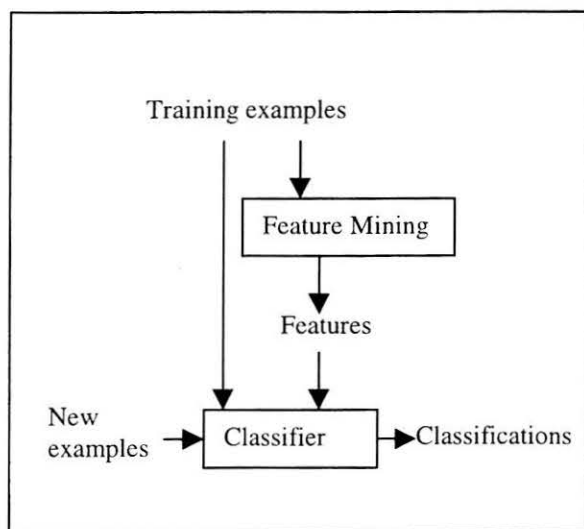 Training examples
Feature Mining
Features
New
examples
Classifier
Classifications